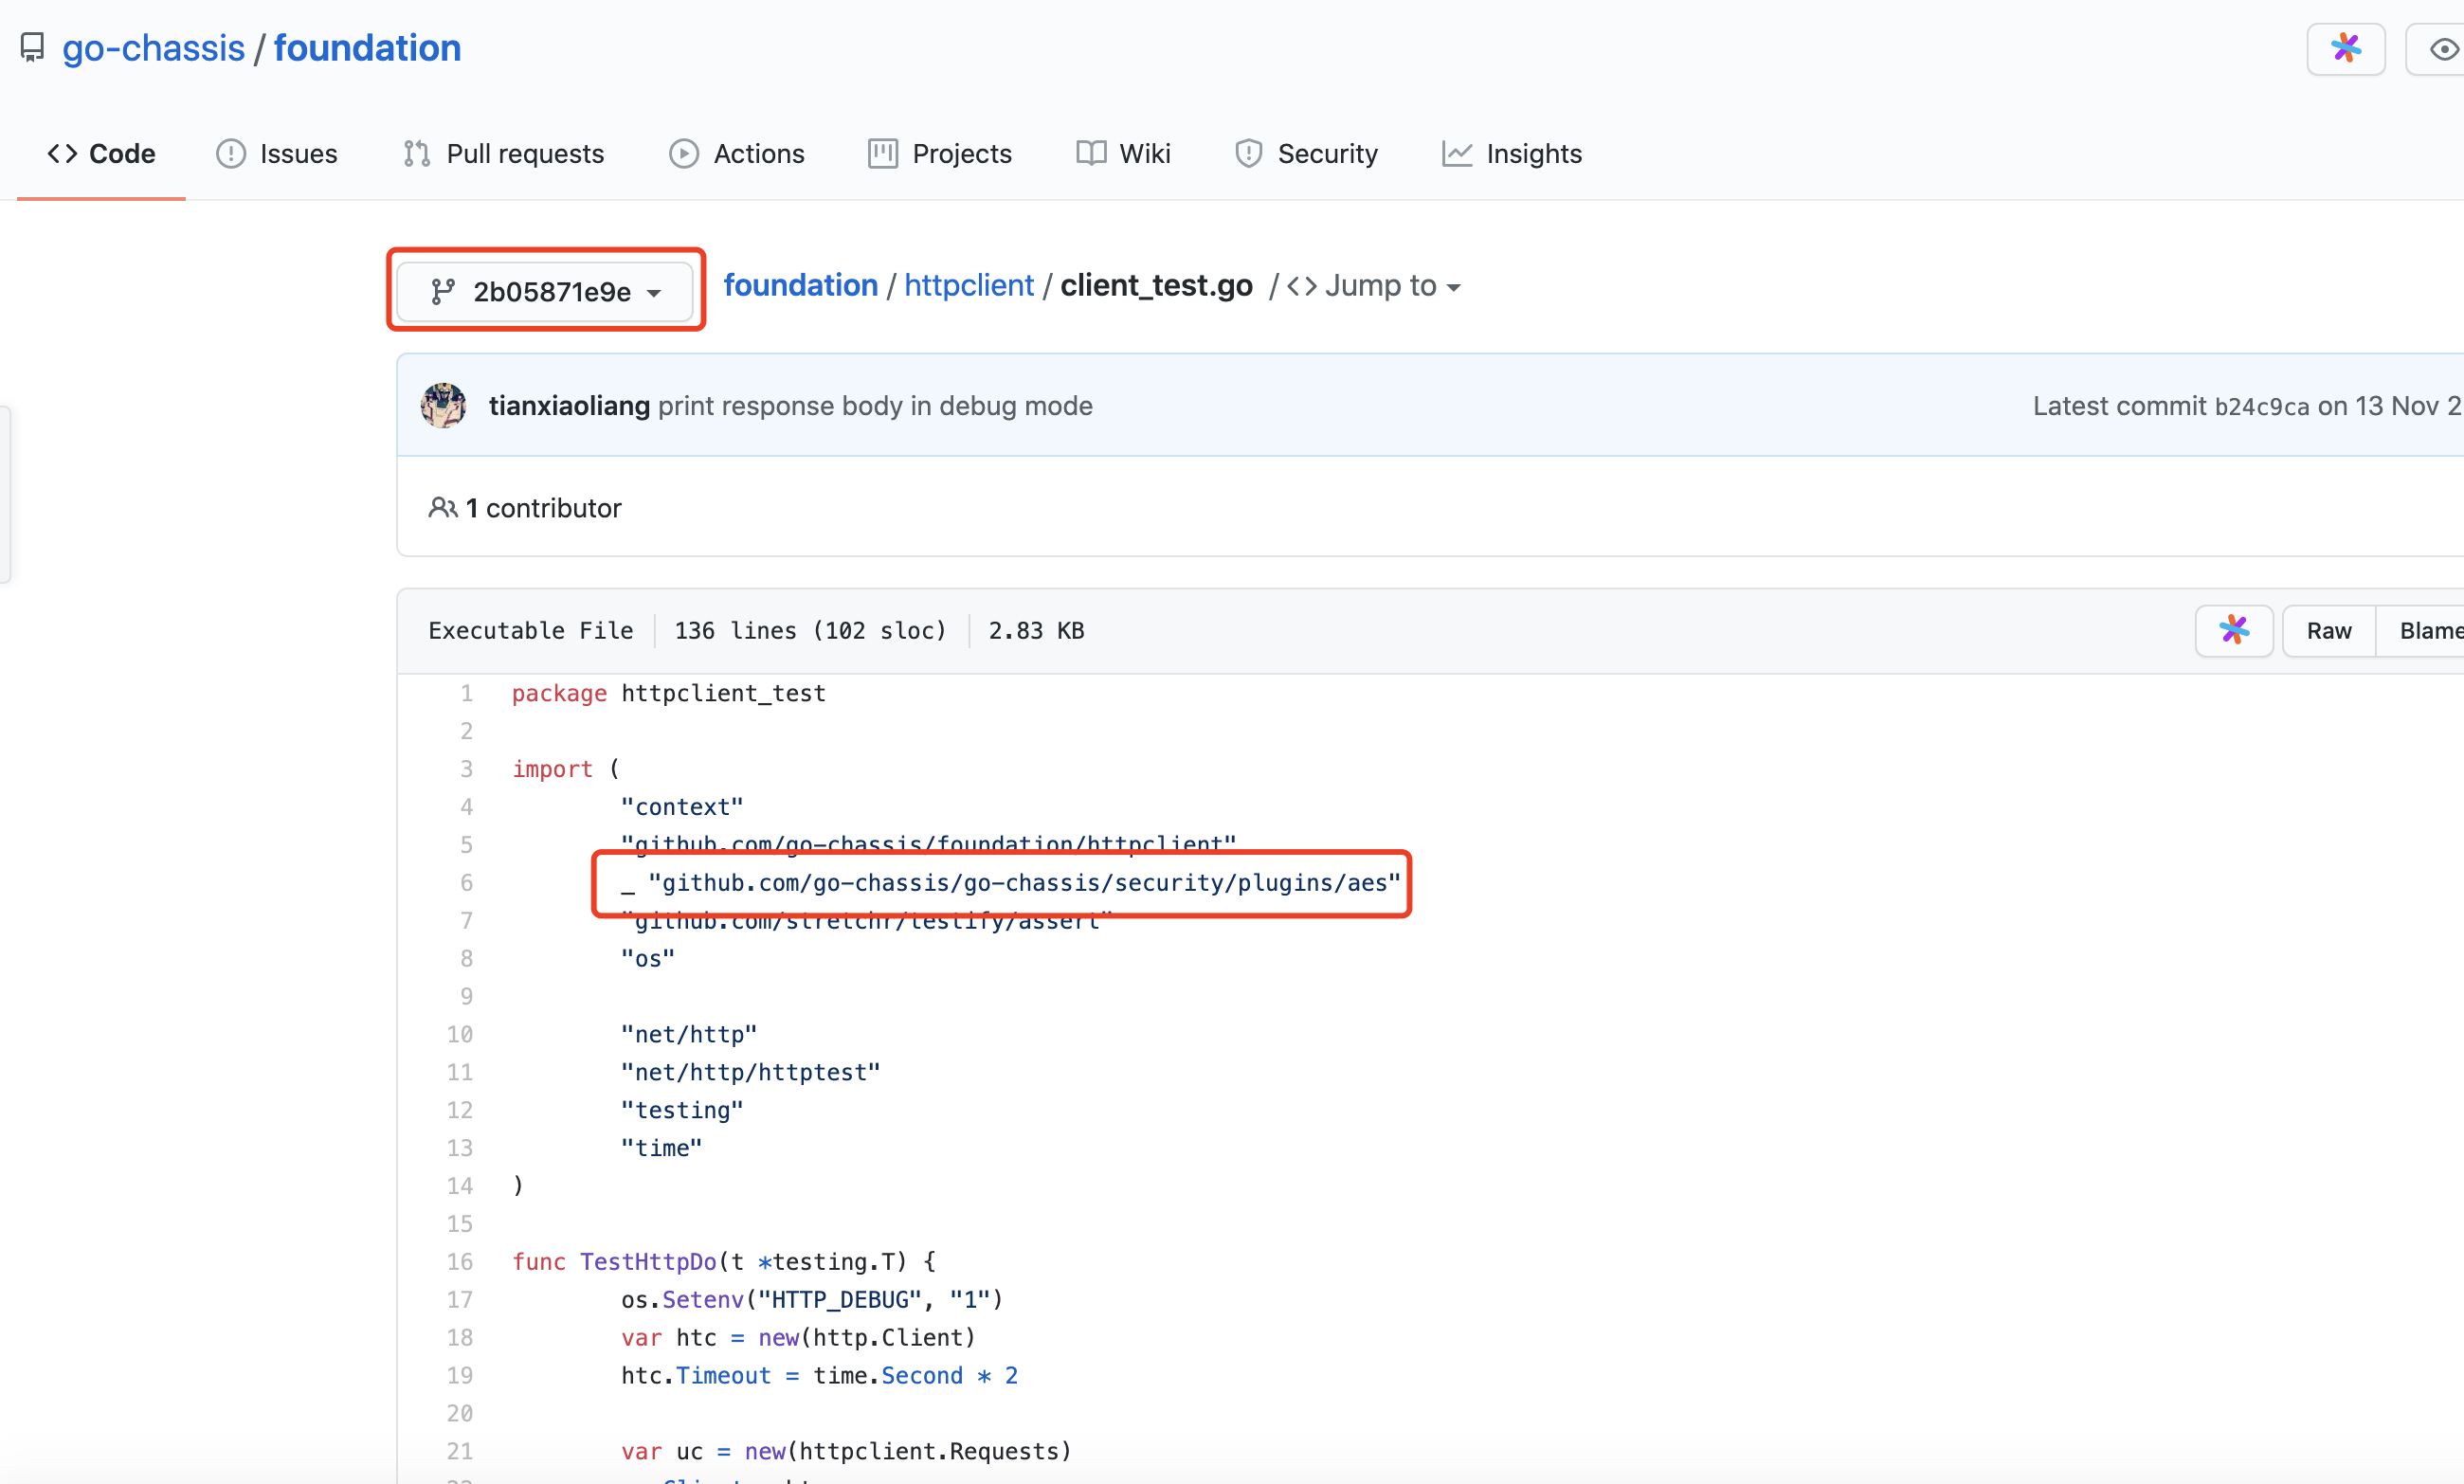 go-chassis / foundation
Code Issues Pull requests Actions Projects Wiki Security Insights
2b05871e9e foundation / httpclient / client_test.go / <> Jump to
tianxiaoliang print response body in debug mode Latest commit b24c9ca on 13 Nov 2
1 contributor
Executable File 136 lines (102 sloc) 2.83 KB Raw Blame
1 package httpclient_test
2
3 import (
4 "context"
5 "github.com/go-chassis/foundation/httpclient"
6 _ "github.com/go-chassis/go-chassis/security/plugins/aes"
7 "github.com/stretchr/testify/assert"
8 "os"
9
10 "net/http"
11 "net/http/httptest"
12 "testing"
13 "time"
14 )
15
16 func TestHttpDo(t *testing.T) {
17 os.Setenv("HTTP_DEBUG", "1")
18 var htc = new(http.Client)
19 htc.Timeout = time.Second * 2
20
21 var uc = new(httpclient.Requests)